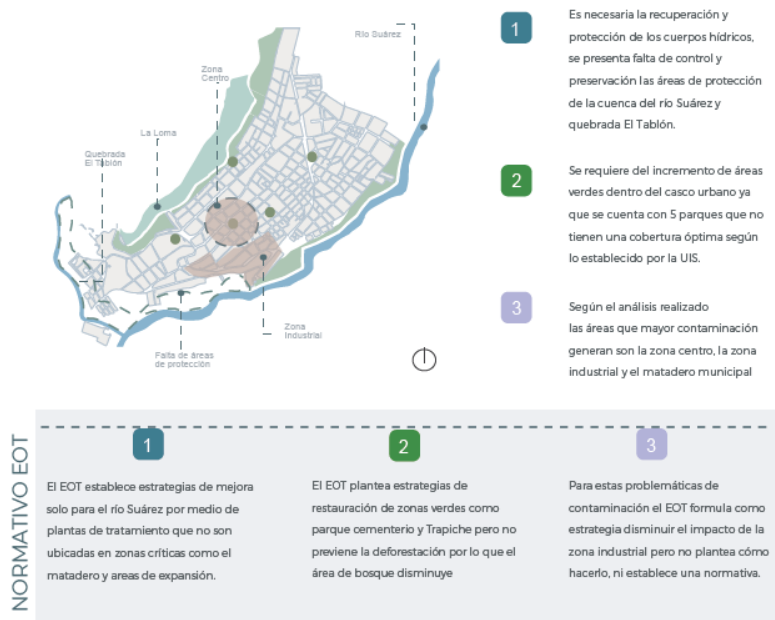 Río Suárez
Zona
Centro
La Loma
Quebrada
El Tablón
Zona
Industrial
Falta de áreas
de protección
1
Es necesaria la recuperación y
protección de los cuerpos hídricos,
se presenta falta de control y
preservación las áreas de protección
de la cuenca del río Suárez y
quebrada El Tablón.
2
Se requiere del incremento de áreas
verdes dentro del casco urbano ya
que se cuenta con 5 parques que no
tienen una cobertura óptima según
lo establecido por la UIS.
3
Según el análisis realizado
las áreas que mayor contaminación
generan son la zona centro, la zona
industrial y el matadero municipal
NORMATIVO EOT
1
El EOT establece estrategias de mejora
solo para el río Suárez por medio de
plantas de tratamiento que no son
ubicadas en zonas críticas como el
matadero y areas de expansión.
2
El EOT plantea estrategias de
restauración de zonas verdes como
parque cementerio y Trapiche pero no
previene la deforestación por lo que el
área de bosque disminuye
3
Para estas problemáticas de
contaminación el EOT formula como
estrategia disminuir el impacto de la
zona industrial pero no plantea cómo
hacerlo, ni establece una normativa.